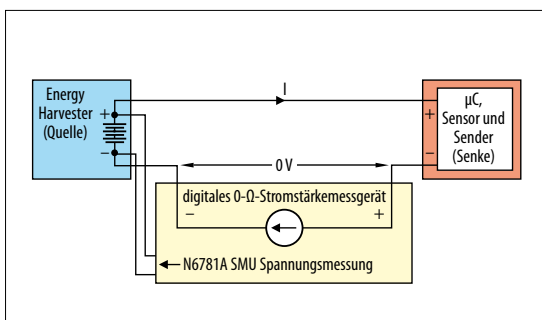 Energy
Harvester
(Quelle)
+
–
I
µC,
Sensor und
Sender
(Senke)
+
–
0 V
digitales 0-Ω-Stromstärkemessgerät
–
+
N6781A SMU Spannungsmessung